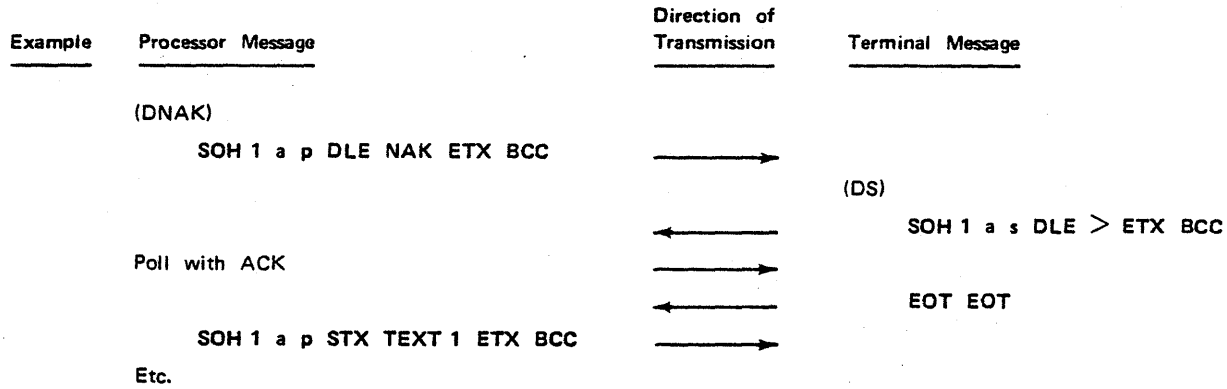 Direction of
Example Processor Message Transmission Terminal Message
(DNAK)
SOH 1 a p DLE NAK ETX BCC
(DS)
SOH 1 a s DLE > ETX BCC
Poll with ACK
EOT EOT
SOH 1 a p STX TEXT 1 ETX BCC
Etc.